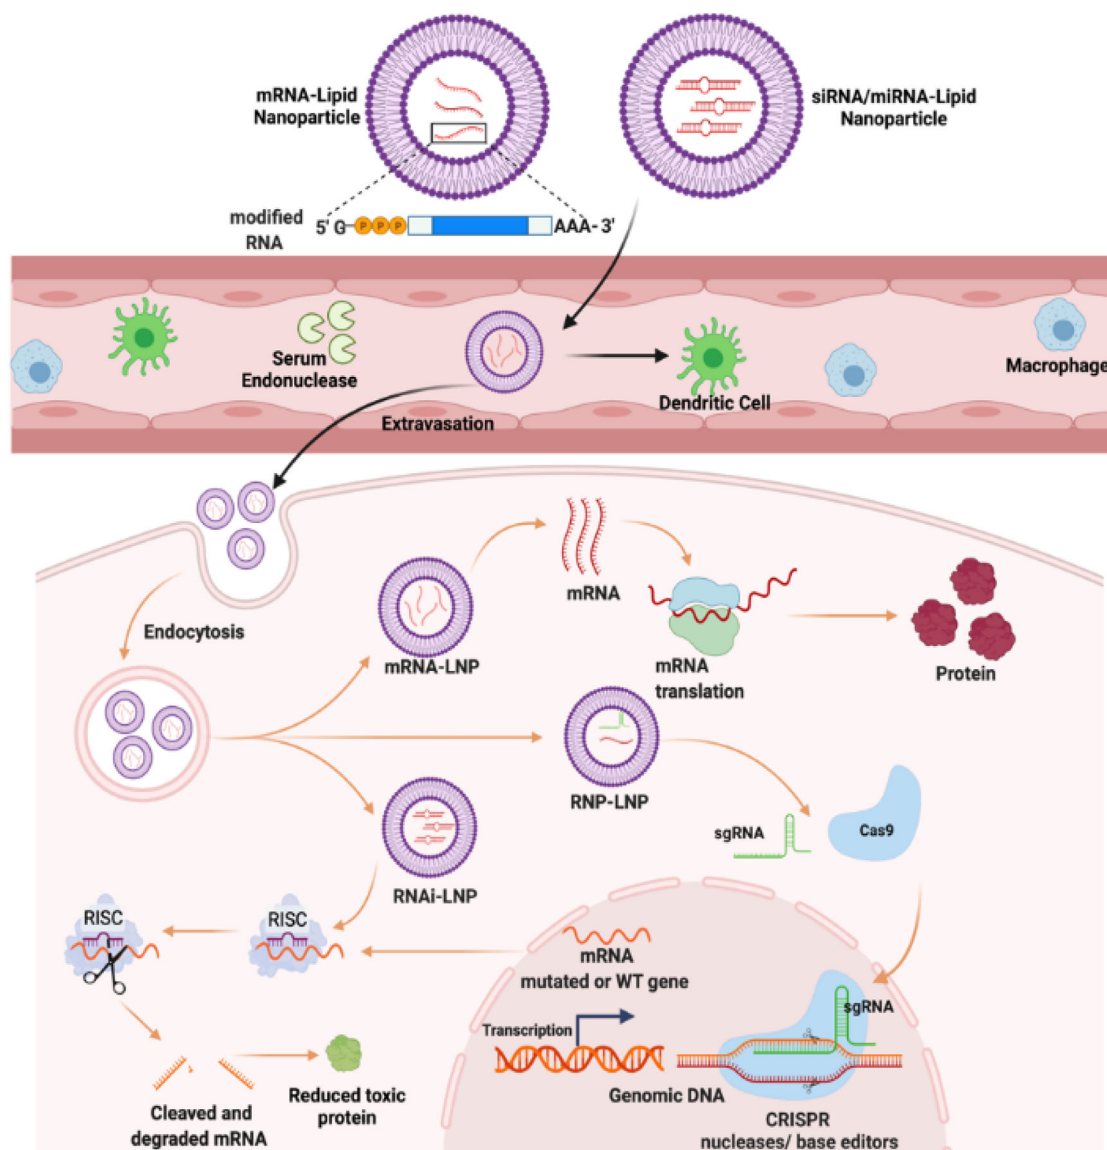 mRNA-Lipid
Nanoparticle
siRNA/miRNA-Lipid
Nanoparticle
modified
RNA
5' G
P P P
AAA- 3'
Serum
Endonuclease
Dendritic Cell
Macrophage
Extravasation
Endocytosis
mRNA-LNP
mRNA
mRNA
translation
Protein
RNP-LNP
sgRNA
Cas9
RNAi-LNP
RISC
RISC
mRNA
mutated or WT gene
Transcription
sgRNA
Genomic DNA
CRISPR
nucleases/ base editors
Cleaved and
degraded mRNA
Reduced toxic
protein